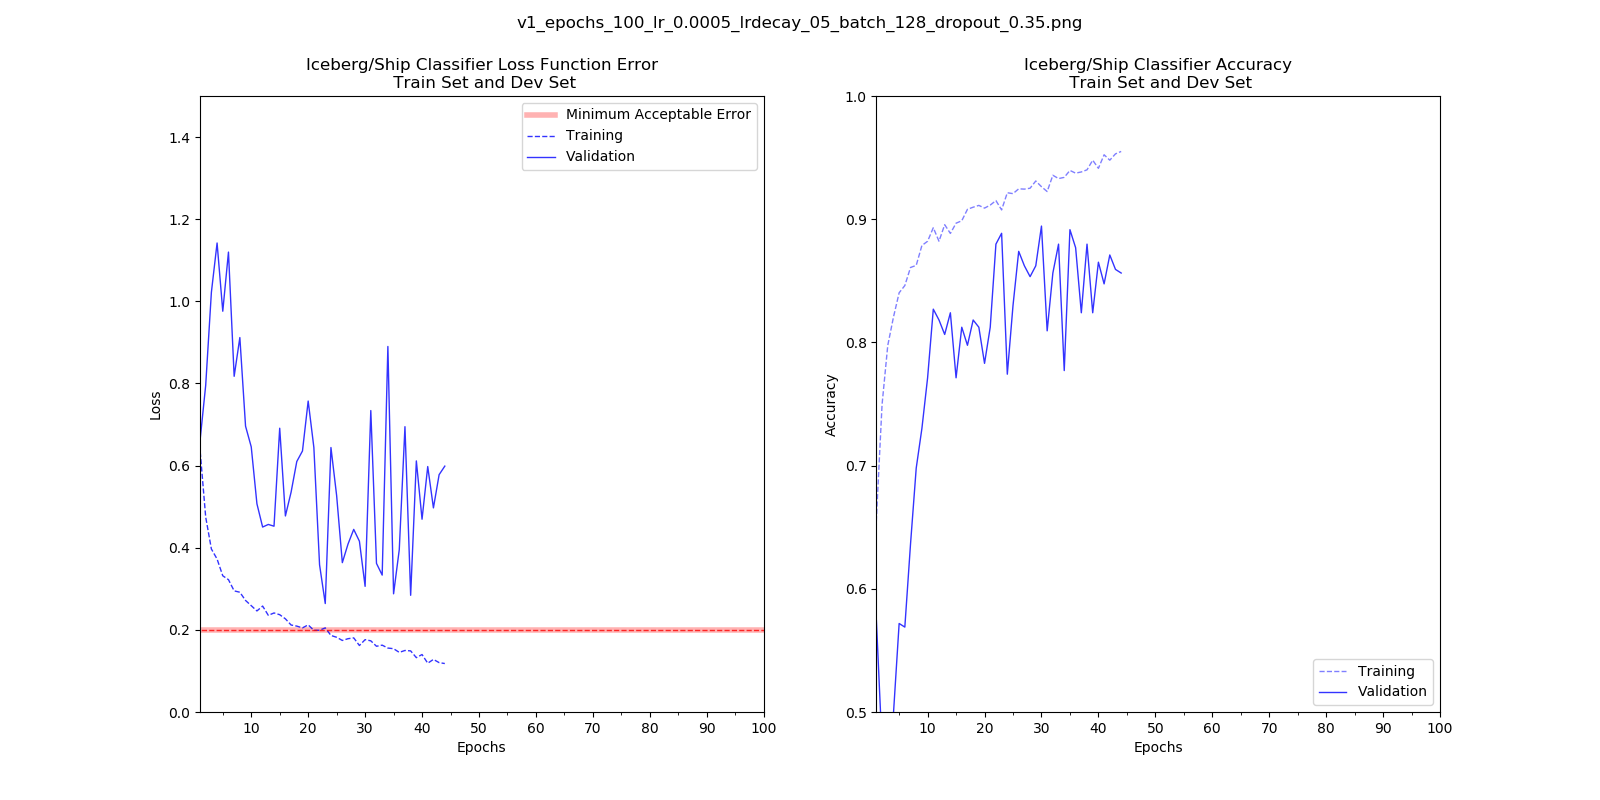 v1_epochs_100_lr_0.0005_lrdecay_05_batch_128_dropout_0.35.png
Iceberg/Ship Classifier Loss Function Error
Train Set and Dev Set
Minimum Acceptable Error
Training
Validation
1.4
1.2
1.0
0.8
0.6
0.4
0.2
0.0
Loss
10 20 30 40 50 60 70 80 90 100
Epochs
Iceberg/Ship Classifier Accuracy
Train Set and Dev Set
1.0
0.9
0.8
0.7
0.6
0.5
Accuracy
Training
Validation
10 20 30 40 50 60 70 80 90 100
Epochs